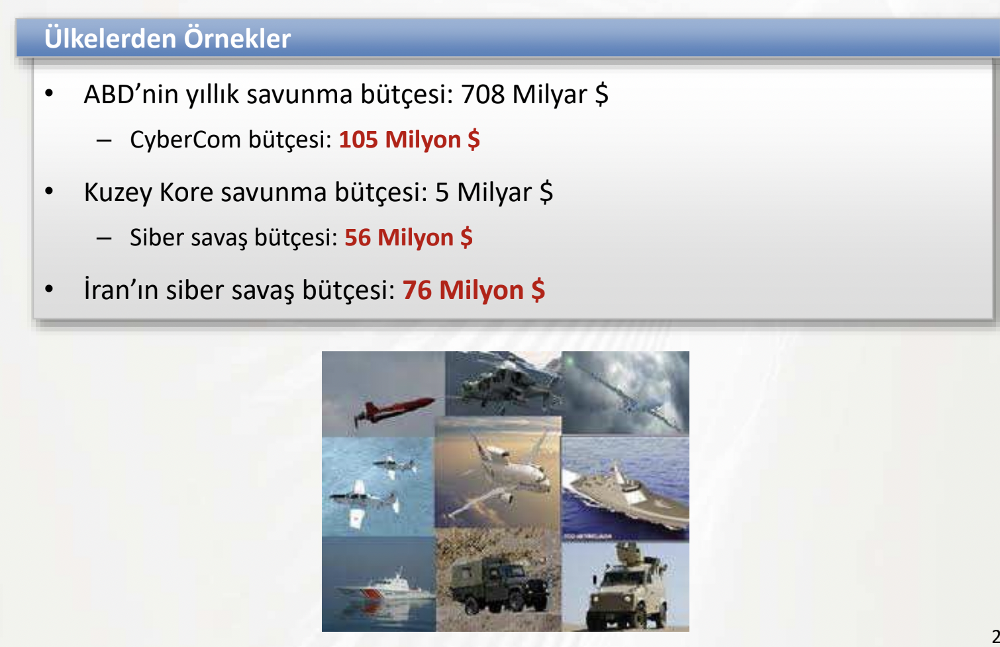 Ülkelerden Örnekler
• ABD’nin yıllık savunma bütçesi: 708 Milyar $
– CyberCom bütçesi: 105 Milyon $
• Kuzey Kore savunma bütçesi: 5 Milyar $
– Siber savaş bütçesi: 56 Milyon $
• İran’ın siber savaş bütçesi: 76 Milyon $
2